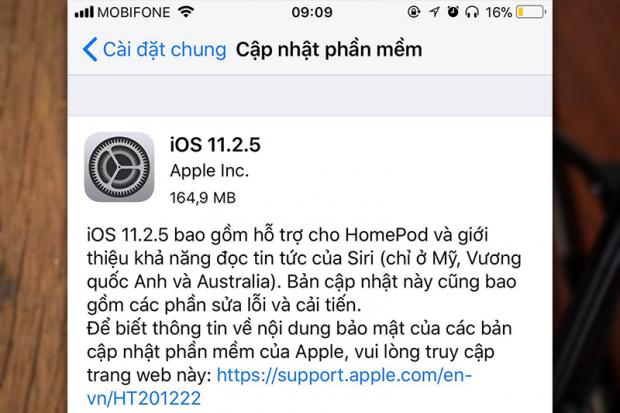 MOBIFONE 09:09 16%
Cài đặt chung Cập nhật phần mềm
iOS 11.2.5
Apple Inc.
164,9 MB
iOS 11.2.5 bao gồm hỗ trợ cho HomePod và giới
thiệu khả năng đọc tin tức của Siri (chỉ ở Mỹ, Vương
quốc Anh và Australia). Bản cập nhật này cũng bao
gồm các phần sửa lỗi và cải tiến.
Để biết thông tin về nội dung bảo mật của các bản
cập nhật phần mềm của Apple, vui lòng truy cập
trang web này: https://support.apple.com/en-
vn/HT201222